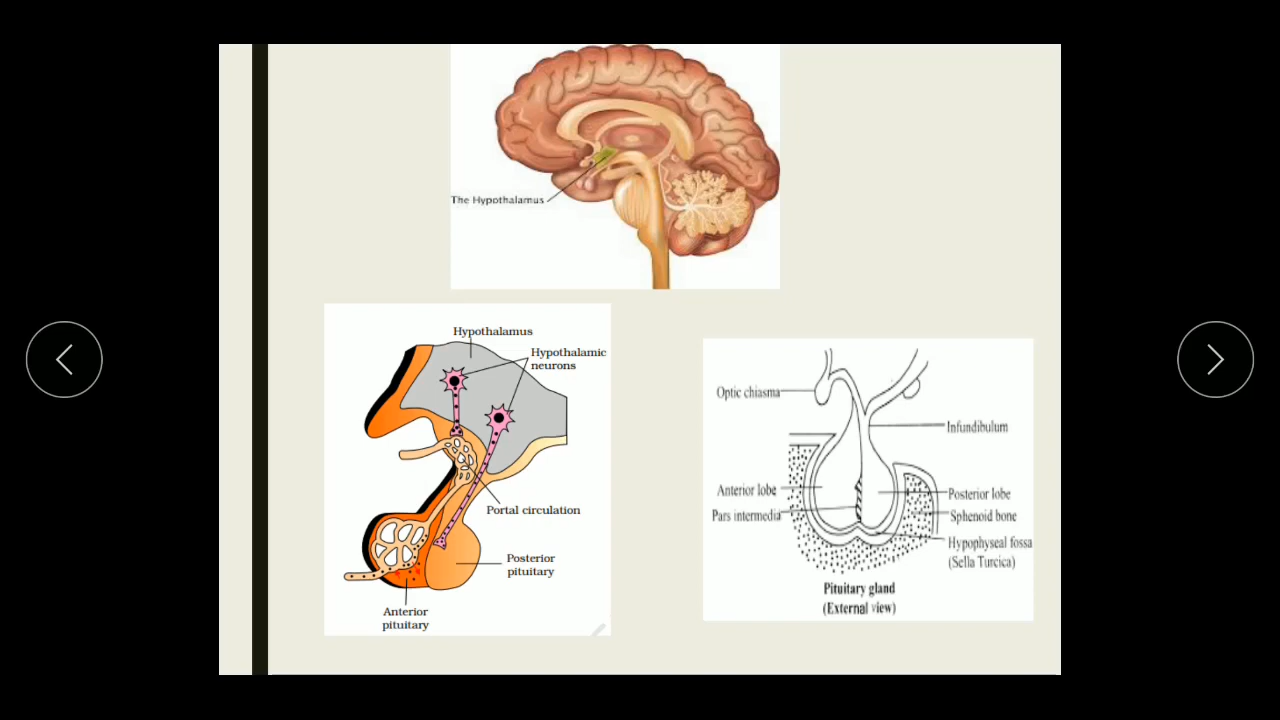 The Hypothalamus
Hypothalamus
Hypothalamic
neurons
Portal circulation
Posterior
pituitary
Anterior
pituitary
Optic chiasma
Infundibulum
Anterior lobe
Posterior lobe
Pars intermedia
Sphenoid bone
Hypophyseal fossa
(Sella Turcica)
Pituitary gland
(External view)